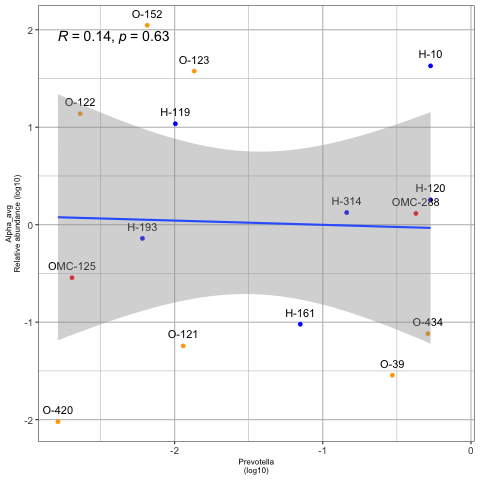 O-152
R = 0.14, p = 0.63
O-123
H-10
O-122
H-119
H-120
H-314
OMC-288
H-193
OMC-125
H-161
O-434
O-121
O-39
O-420
2
1
0
-1
-2
Alpha_avg
Relative abundance (log10)
-2
-1
0
Prevotella
(log10)